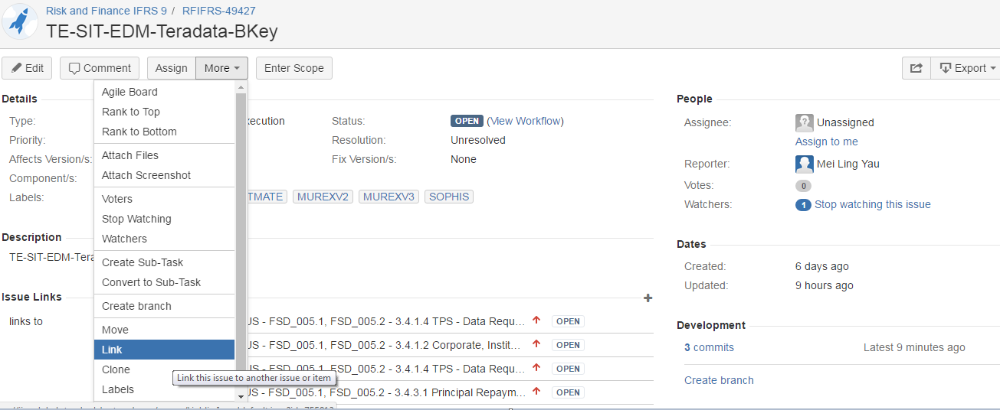 Risk and Finance IFRS 9 / RFIFRS-49427
TE-SIT-EDM-Teradata-BKey
Edit Comment Assign More Enter Scope Export
Details
Type: xecution
Priority:
Affects Version/s:
Component/s:
Labels: TMATE MUREXV2 MUREXV3 SOPHIS
Status: OPEN (View Workflow)
Resolution: Unresolved
Fix Version/s: None
Agile Board
Rank to Top
Rank to Bottom
Attach Files
Attach Screenshot
Voters
Stop Watching
Watchers
Create Sub-Task
Convert to Sub-Task
Create branch
Move
Link
Clone
Labels
Link this issue to another issue or item
Description
TE-SIT-EDM-Tera
Issue Links
links to
US - FSD_005.1, FSD_005.2 - 3.4.1.4 TPS - Data Requ... OPEN
US - FSD_005.1, FSD_005.2 - 3.4.1.2 Corporate, Instit... OPEN
US - FSD_005.1, FSD_005.2 - 3.4.1.4 TPS - Data Requ... OPEN
US - FSD_005.1, FSD_005.2 - 3.4.3.1 Principal Repaym... OPEN
People
Assignee: Unassigned
Assign to me
Reporter: Mei Ling Yau
Votes: 0
Watchers: 1 Stop watching this issue
Dates
Created: 6 days ago
Updated: 9 hours ago
Development
3 commits Latest 9 minutes ago
Create branch